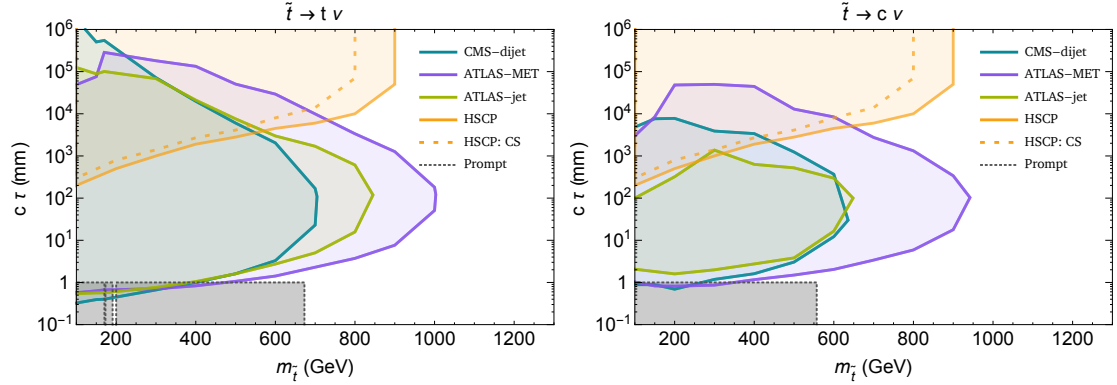 t̃ → t ν
10⁶
10⁵
10⁴
10³
10²
10¹
1
10⁻¹
c τ (mm)
200 400 600 800 1000 1200
m_t̃ (GeV)
CMS–dijet
ATLAS–MET
ATLAS–jet
HSCP
HSCP: CS
Prompt
t̃ → c ν
10⁶
10⁵
10⁴
10³
10²
10¹
1
10⁻¹
c τ (mm)
200 400 600 800 1000 1200
m_t̃ (GeV)
CMS–dijet
ATLAS–MET
ATLAS–jet
HSCP
HSCP: CS
Prompt